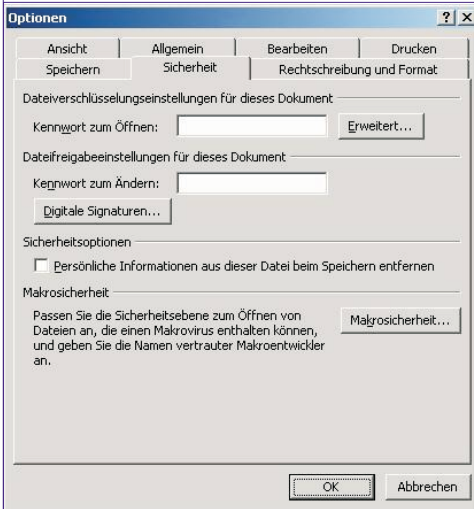 Optionen
Ansicht Allgemein Bearbeiten Drucken
Speichern Sicherheit Rechtschreibung und Format
Dateiverschlüsselungseinstellungen für dieses Dokument
Kennwort zum Öffnen: Erweitert...
Dateifreigabeeinstellungen für dieses Dokument
Kennwort zum Ändern:
Digitale Signaturen...
Sicherheitsoptionen
Persönliche Informationen aus dieser Datei beim Speichern entfernen
Makrosicherheit
Passen Sie die Sicherheitsebene zum Öffnen von
Dateien an, die einen Makrovirus enthalten können,
und geben Sie die Namen vertrauter Makroentwickler
an.
Makrosicherheit...
OK Abbrechen